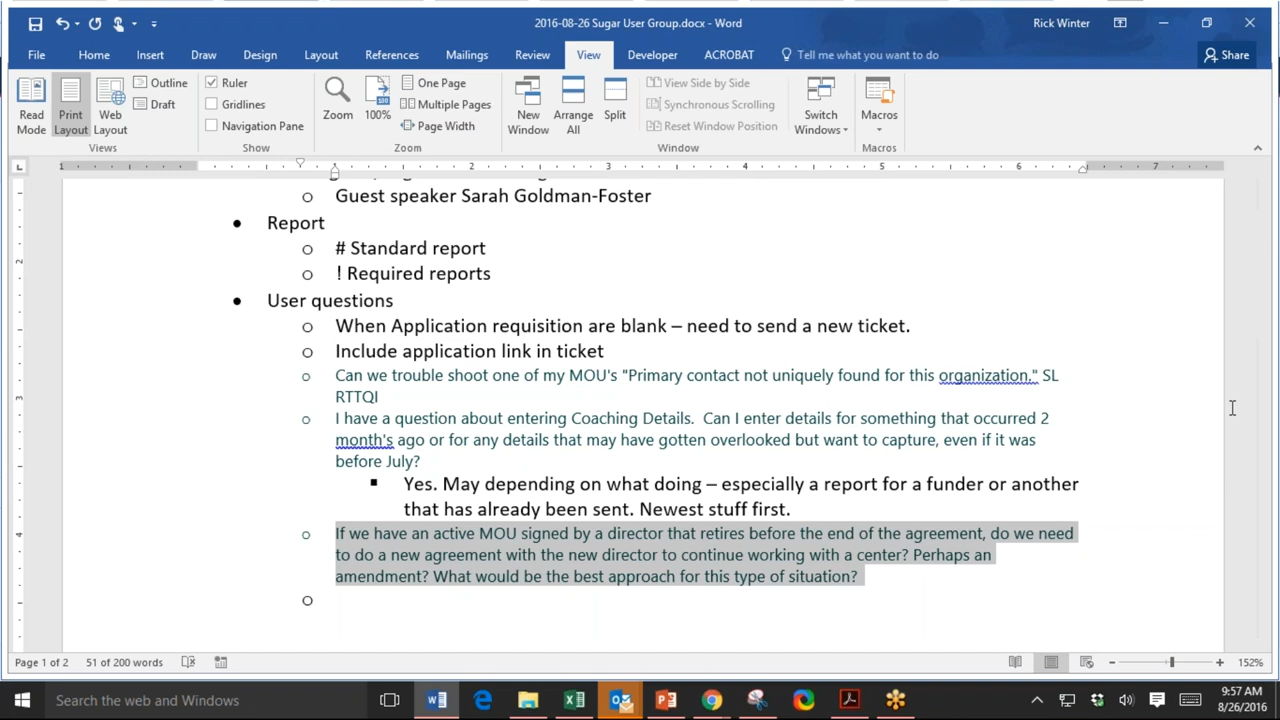 2016-08-26 Sugar User Group.docx - Word
Rick Winter
File Home Insert Draw Design Layout References Mailings Review View Developer ACROBAT Tell me what you want to do Share
Read Mode
Print Layout
Web Layout
Outline
Draft
Views
Ruler
Gridlines
Navigation Pane
Show
Zoom
100%
One Page
Multiple Pages
Page Width
Zoom
New Window
Arrange All
Split
View Side by Side
Synchronous Scrolling
Reset Window Position
Window
Switch Windows
Macros
Macros
1 1 2 3 4 5 6 7
Guest speaker Sarah Goldman-Foster
Report
# Standard report
! Required reports
User questions
When Application requisition are blank – need to send a new ticket.
Include application link in ticket
Can we trouble shoot one of my MOU's "Primary contact not uniquely found for this organization." SL
RTTQI
I have a question about entering Coaching Details.  Can I enter details for something that occurred 2
month's ago or for any details that may have gotten overlooked but want to capture, even if it was
before July?
Yes. May depending on what doing – especially a report for a funder or another
that has already been sent. Newest stuff first.
If we have an active MOU signed by a director that retires before the end of the agreement, do we need
to do a new agreement with the new director to continue working with a center? Perhaps an
amendment? What would be the best approach for this type of situation?
2
3
4
Page 1 of 2 51 of 200 words 152%
Search the web and Windows
9:57 AM
8/26/2016